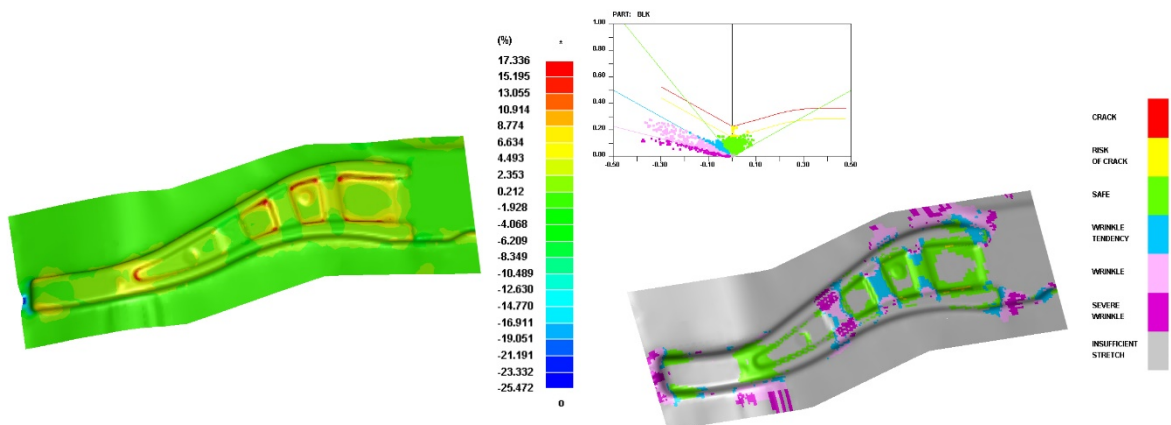 (%)
17.336
15.195
13.055
10.914
8.774
6.634
4.493
2.353
0.212
-1.928
-4.068
-6.209
-8.349
-10.489
-12.630
-14.770
-16.911
-19.051
-21.191
-23.332
-25.472
0
PART: BLK
1.00
0.80
0.60
0.40
0.20
0.00
-0.50 -0.30 -0.10 0.10 0.30 0.50
CRACK
RISK
OF CRACK
SAFE
WRINKLE
TENDENCY
WRINKLE
SEVERE
WRINKLE
INSUFFICIENT
STRETCH